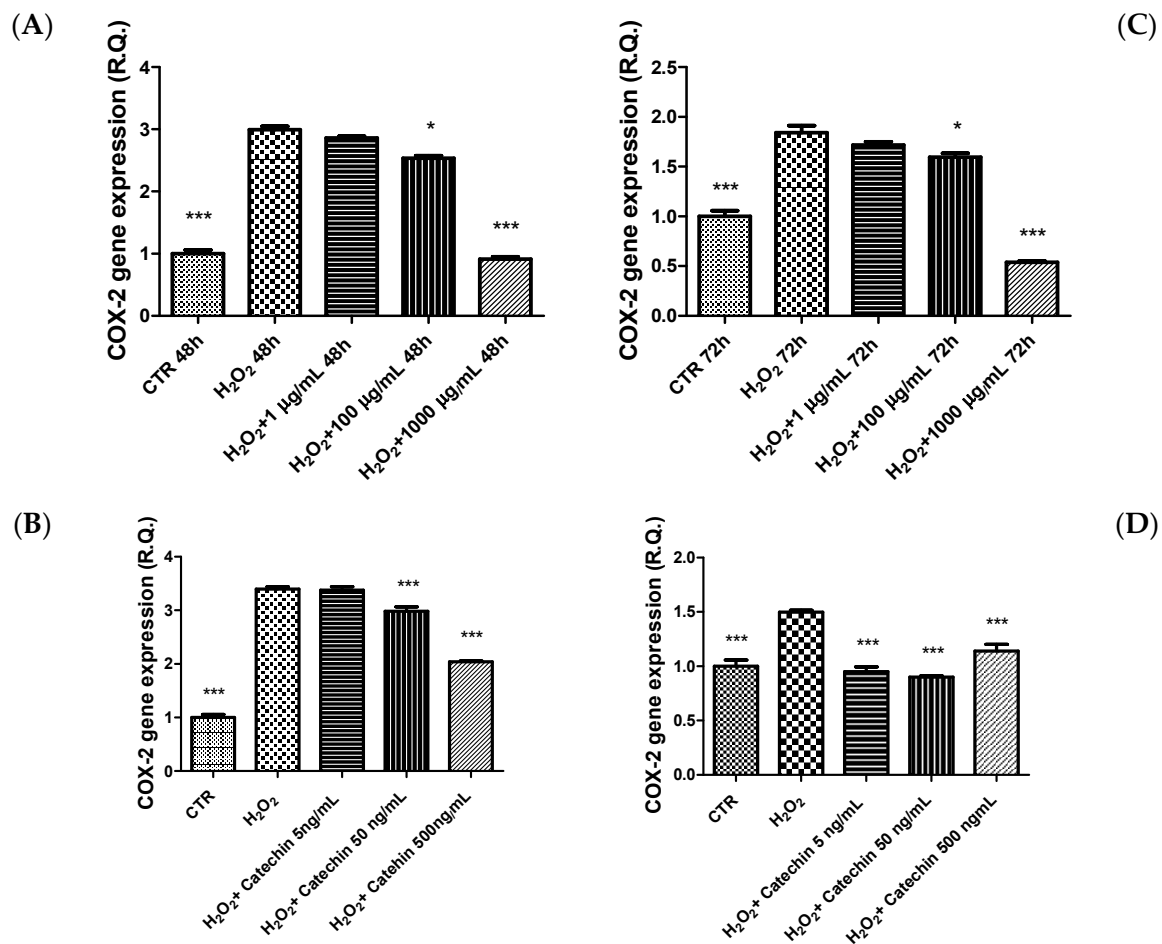 (A)
COX-2 gene expression (R.Q.)
4
3
2
1
0
***
*
***
CTR 48h
H₂O₂ 48h
H₂O₂+1 μg/mL 48h
H₂O₂+100 μg/mL 48h
H₂O₂+1000 μg/mL 48h
(C)
COX-2 gene expression (R.Q.)
2.5
2.0
1.5
1.0
0.5
0.0
***
*
***
CTR 72h
H₂O₂ 72h
H₂O₂+1 μg/mL 72h
H₂O₂+100 μg/mL 72h
H₂O₂+1000 μg/mL 72h
(B)
COX-2 gene expression (R.Q.)
4
3
2
1
0
***
***
***
CTR
H₂O₂
H₂O₂+ Catechin 5ng/mL
H₂O₂+ Catechin 50 ng/mL
H₂O₂+ Catehin 500ng/mL
(D)
COX-2 gene expression (R.Q.)
2.0
1.5
1.0
0.5
0.0
***
***
***
***
CTR
H₂O₂
H₂O₂+ Catechin 5 ng/mL
H₂O₂+ Catechin 50 ng/mL
H₂O₂+ Catechin 500 ngmL